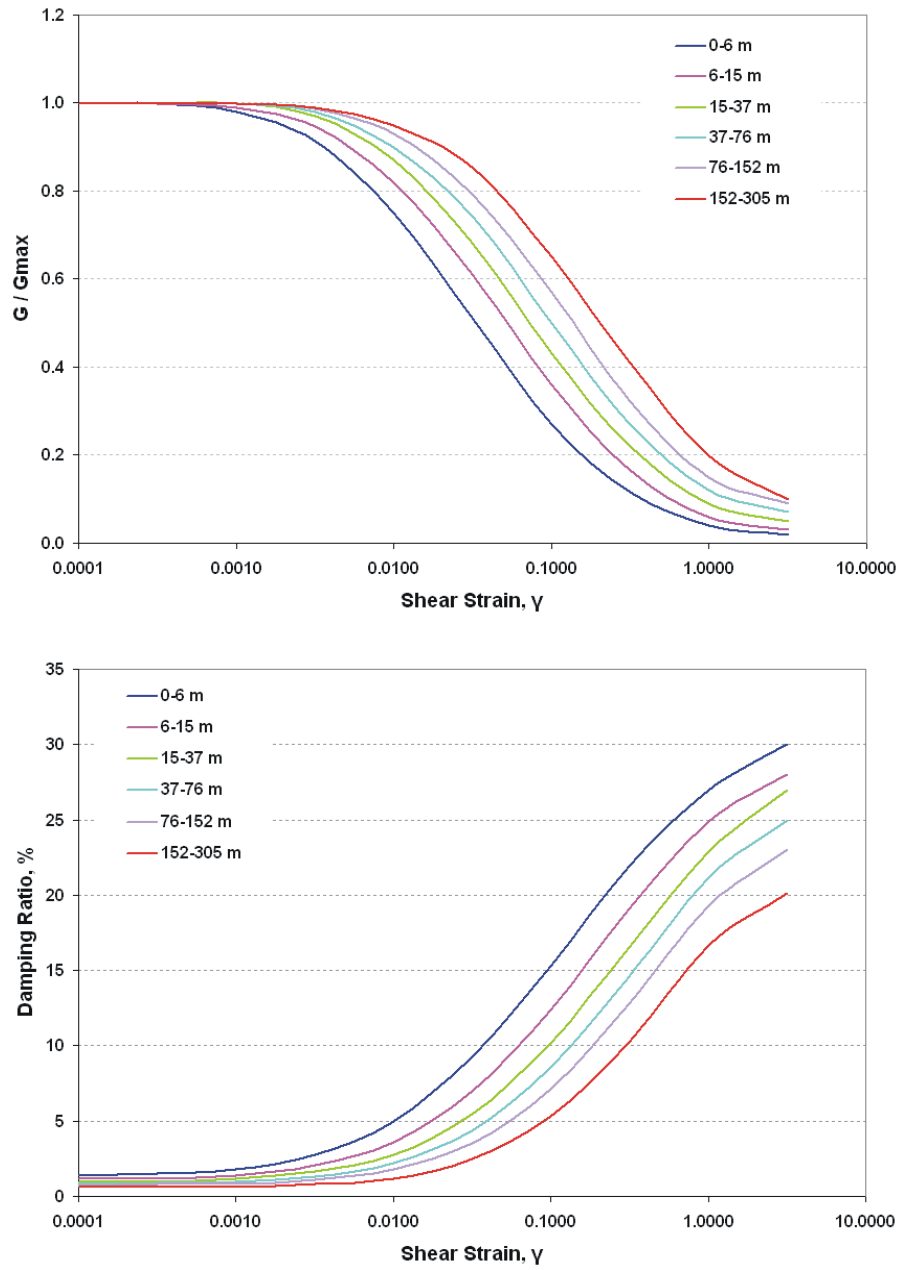 1.2
1.0
0.8
0.6
0.4
0.2
0.0
G / Gmax
0-6 m
6-15 m
15-37 m
37-76 m
76-152 m
152-305 m
0.0001 0.0010 0.0100 0.1000 1.0000 10.0000
Shear Strain, γ
35
30
25
20
15
10
5
0
Damping Ratio, %
0-6 m
6-15 m
15-37 m
37-76 m
76-152 m
152-305 m
0.0001 0.0010 0.0100 0.1000 1.0000 10.0000
Shear Strain, γ